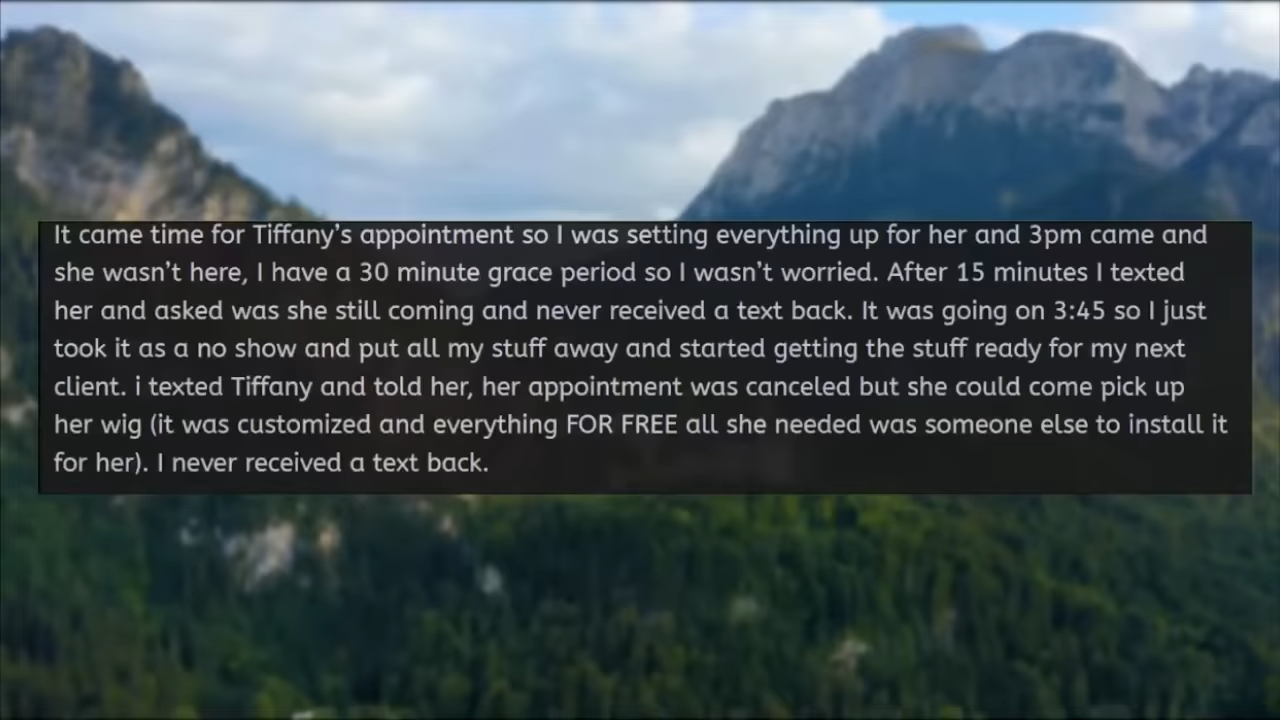 It came time for Tiffany’s appointment so I was setting everything up for her and 3pm came and
she wasn’t here, I have a 30 minute grace period so I wasn’t worried. After 15 minutes I texted
her and asked was she still coming and never received a text back. It was going on 3:45 so I just
took it as a no show and put all my stuff away and started getting the stuff ready for my next
client. i texted Tiffany and told her, her appointment was canceled but she could come pick up
her wig (it was customized and everything FOR FREE all she needed was someone else to install it
for her). I never received a text back.